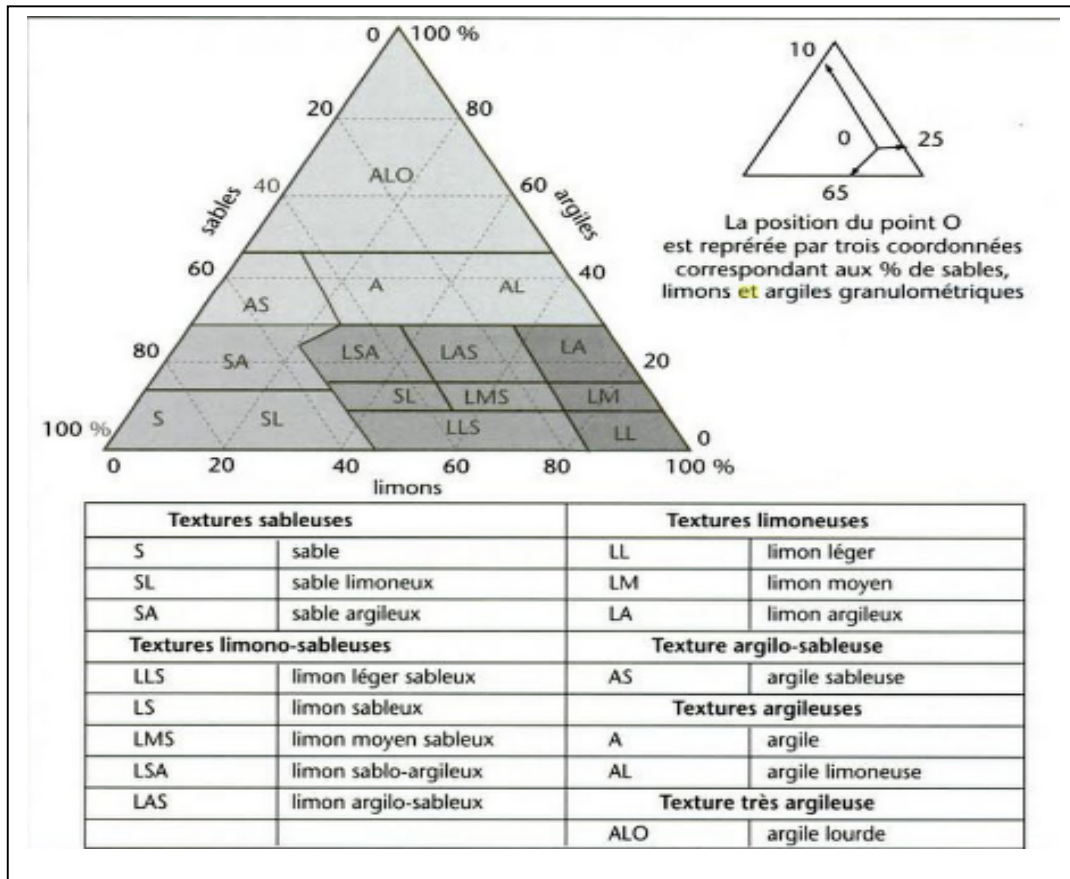 0 100 %
20 80
ALO
40 60
sables argiles
60 40
AS A AL
80 LSA LAS LA 20
SA
SL LMS LM
S SL LLS LL
100 % 0
0 20 40 60 80 100 %
limons
10
0 25
65
La position du point O
est reprérée par trois coordonnées
correspondant aux % de sables,
limons et argiles granulométriques
Textures sableuses Textures limoneuses
S sable LL limon léger
SL sable limoneux LM limon moyen
SA sable argileux LA limon argileux
Textures limono-sableuses Texture argilo-sableuse
LLS limon léger sableux AS argile sableuse
LS limon sableux Textures argileuses
LMS limon moyen sableux A argile
LSA limon sablo-argileux AL argile limoneuse
LAS limon argilo-sableux Texture très argileuse
ALO argile lourde